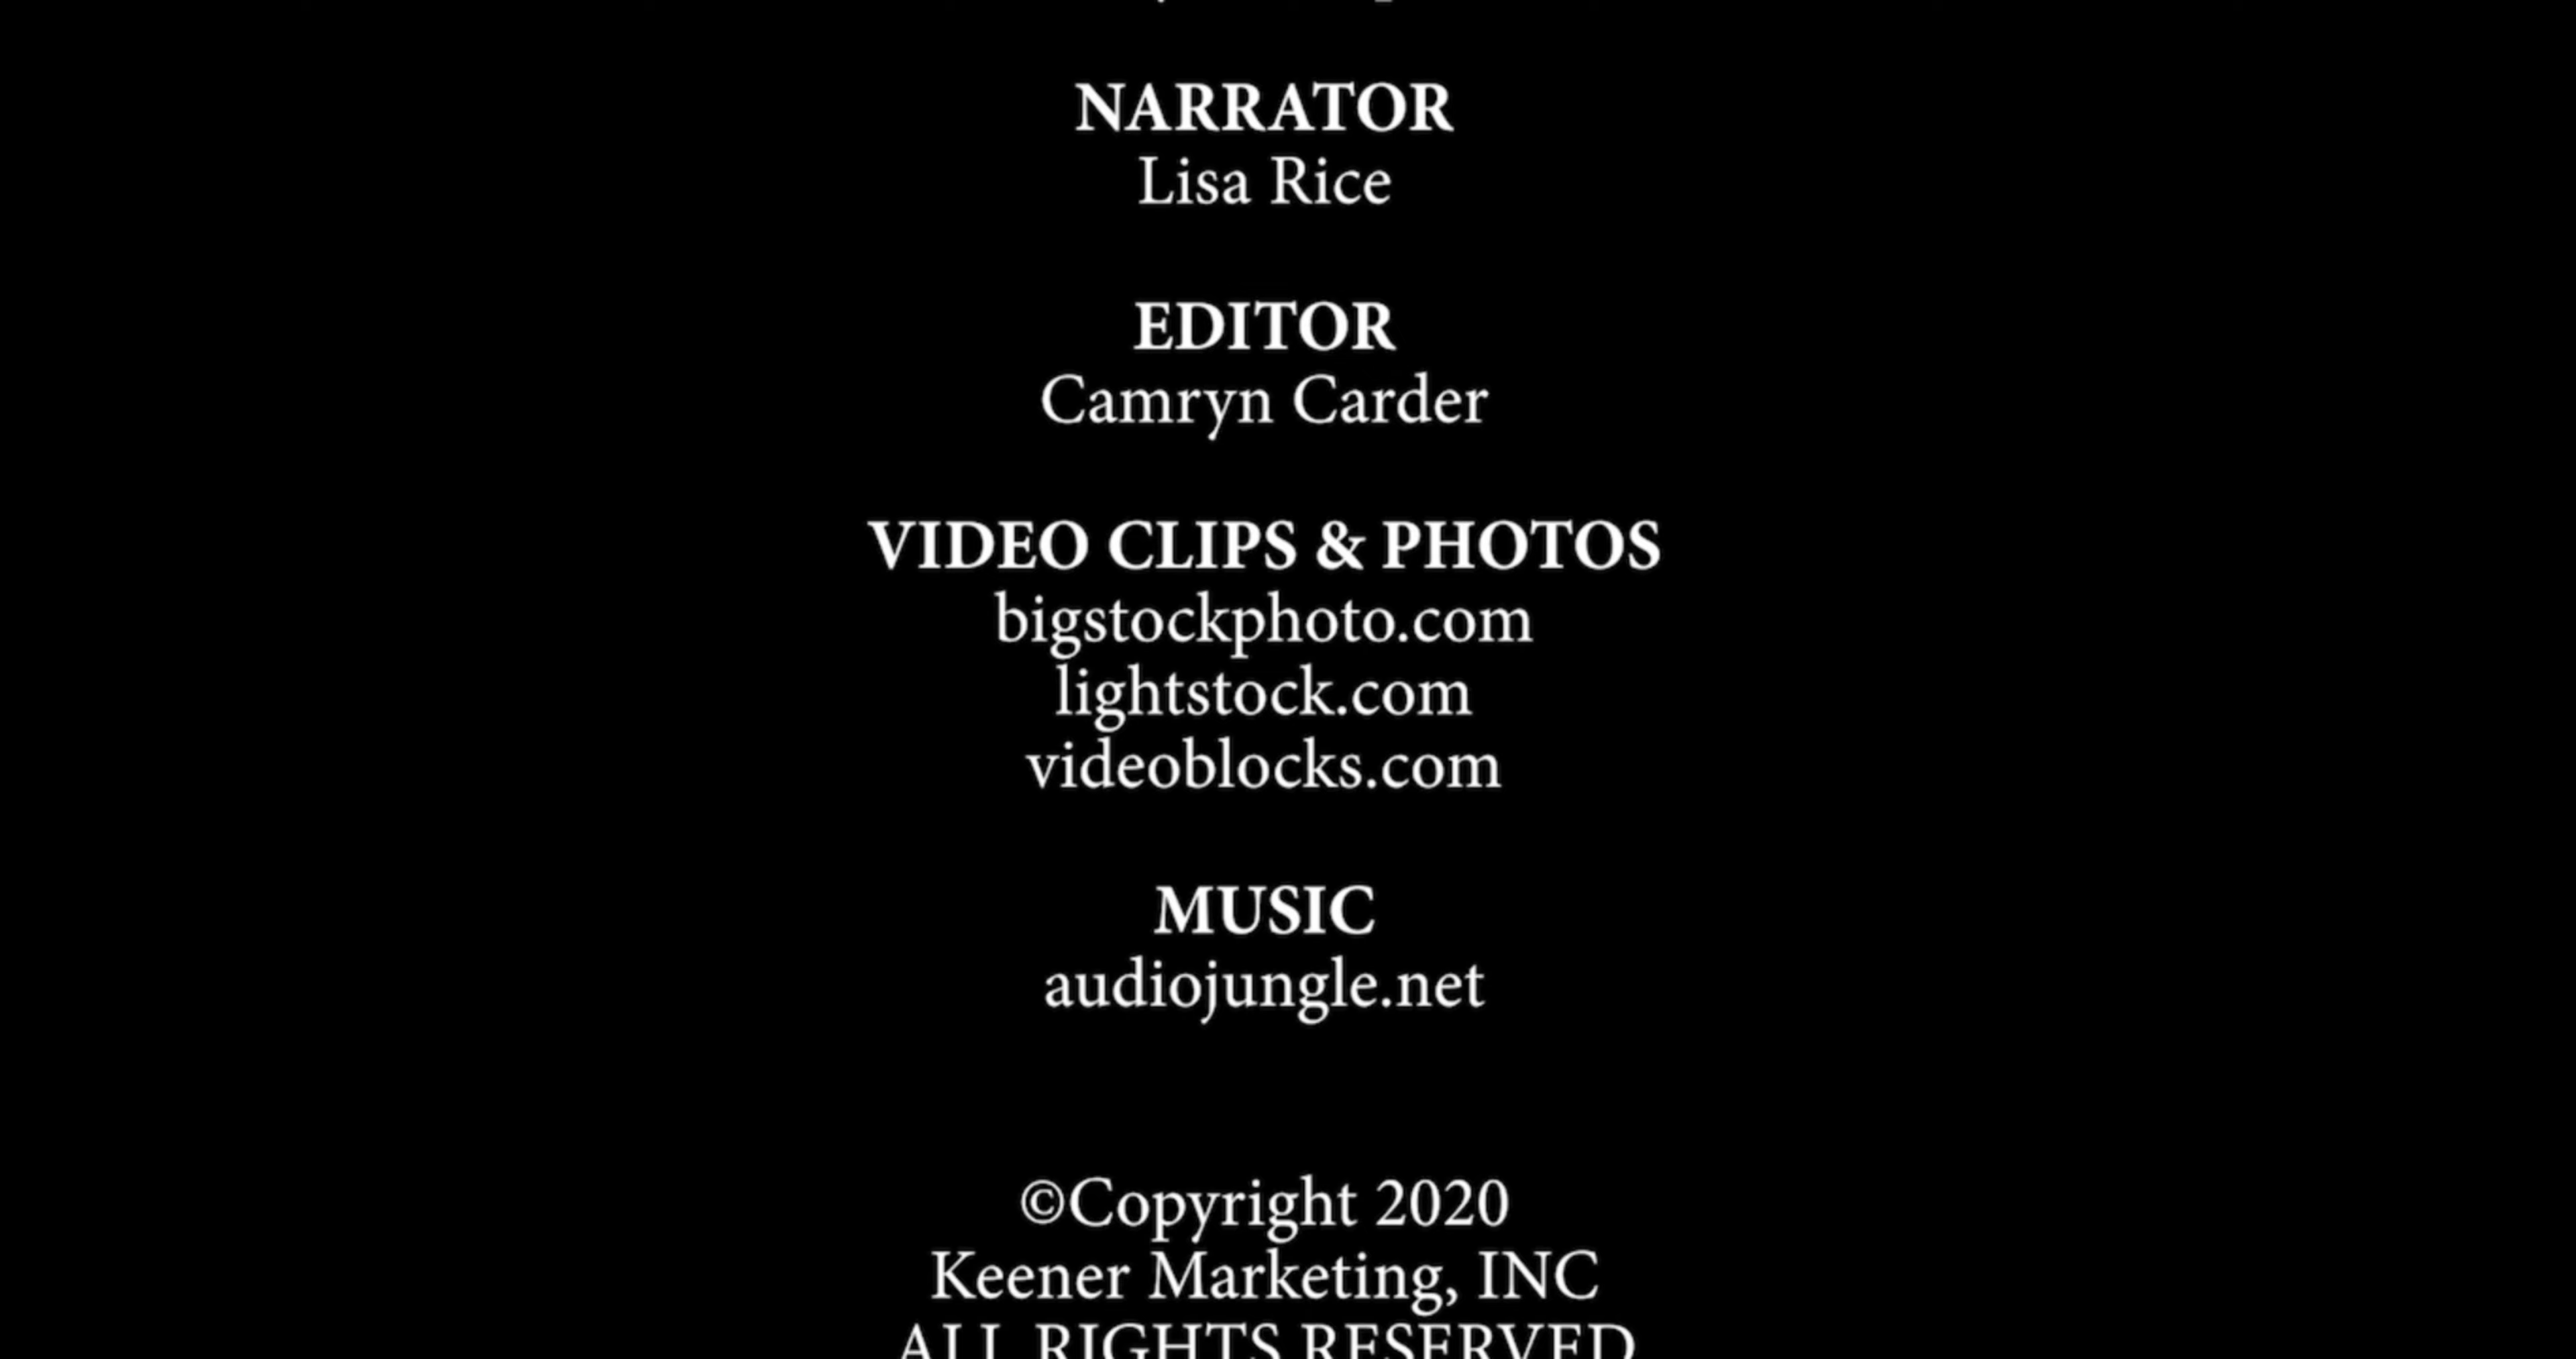 NARRATOR
Lisa Rice
EDITOR
Camryn Carder
VIDEO CLIPS & PHOTOS
bigstockphoto.com
lightstock.com
videoblocks.com
MUSIC
audiojungle.net
©Copyright 2020
Keener Marketing, INC
ALL RIGHTS RESERVED